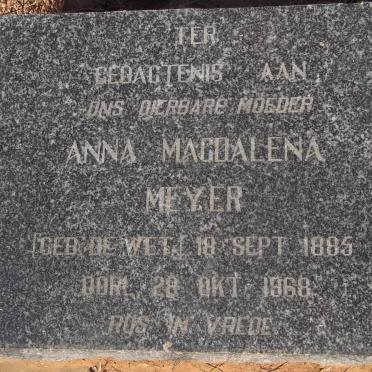 TER
GEDAGTENIS AAN
ONS DIERBARE MOEDER
ANNA MAGDALENA
MEYER
(GEB. DE WET.) 18 SEPT 1885
OORL. 28 OKT. 1968
RUS IN VREDE